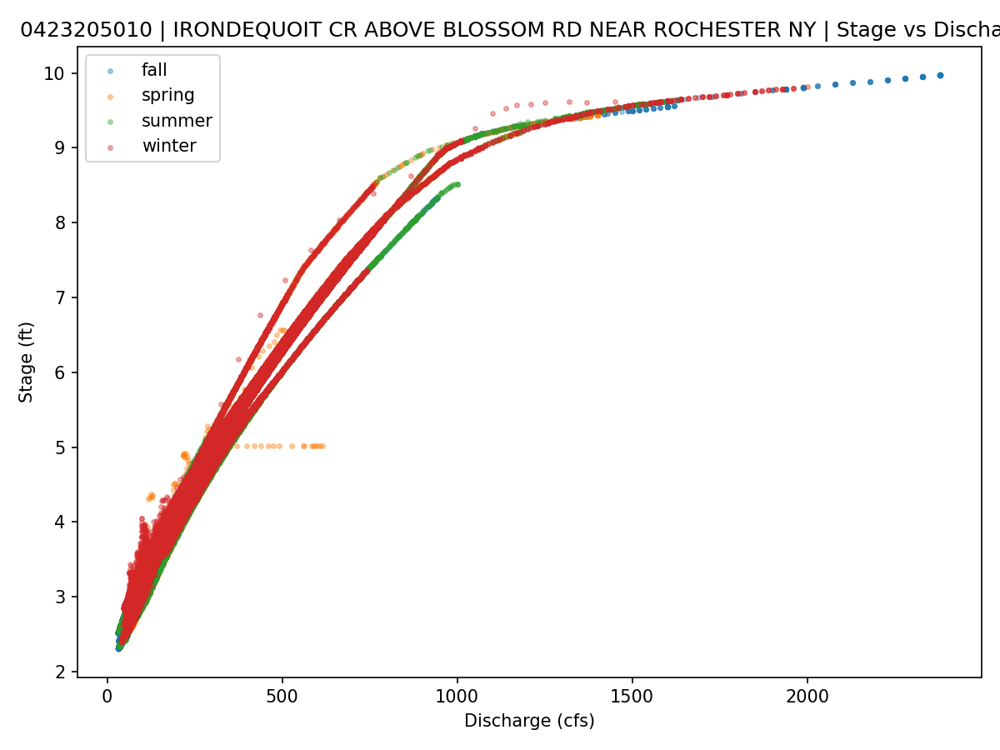 0423205010 | IRONDEQUOIT CR ABOVE BLOSSOM RD NEAR ROCHESTER NY | Stage vs Discha
fall
spring
summer
winter
10
9
8
7
6
5
4
3
2
Stage (ft)
0
500
1000
1500
2000
Discharge (cfs)